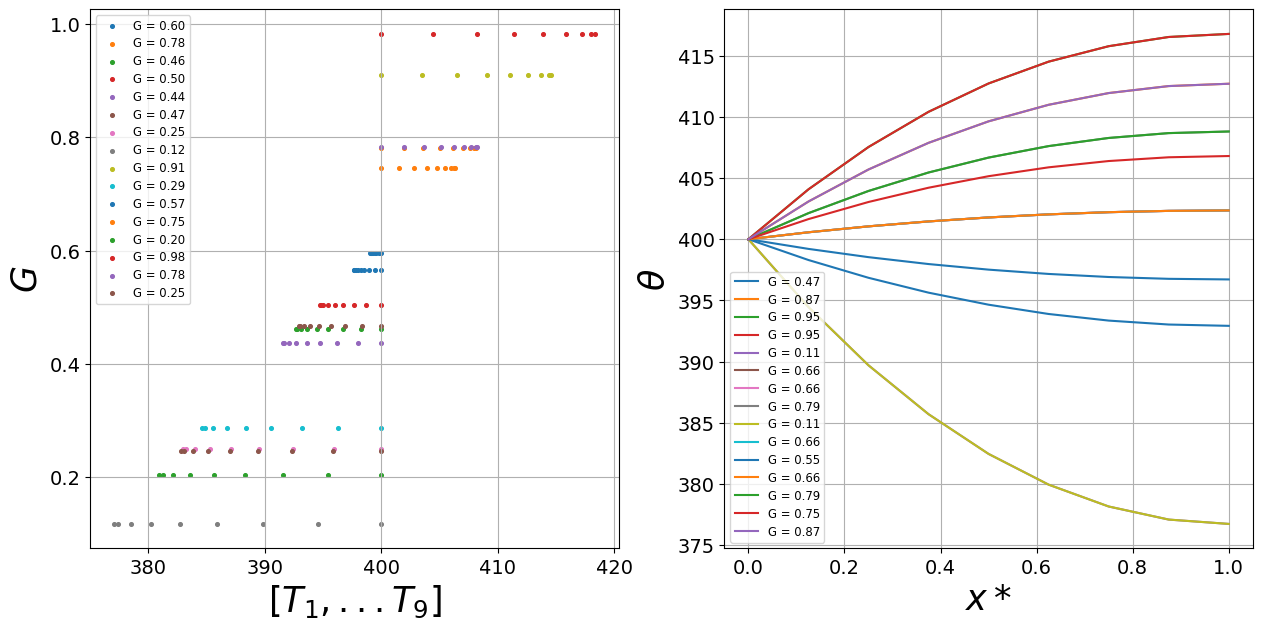 1.0
0.8
0.6
0.4
0.2
G
G = 0.60
G = 0.78
G = 0.46
G = 0.50
G = 0.44
G = 0.47
G = 0.25
G = 0.12
G = 0.91
G = 0.29
G = 0.57
G = 0.75
G = 0.20
G = 0.98
G = 0.78
G = 0.25
380 390 400 410 420
[T₁, . . . T₉]
415
410
405
400
395
390
385
380
375
θ
G = 0.47
G = 0.87
G = 0.95
G = 0.95
G = 0.11
G = 0.66
G = 0.66
G = 0.79
G = 0.11
G = 0.66
G = 0.55
G = 0.66
G = 0.79
G = 0.75
G = 0.87
0.0 0.2 0.4 0.6 0.8 1.0
x *